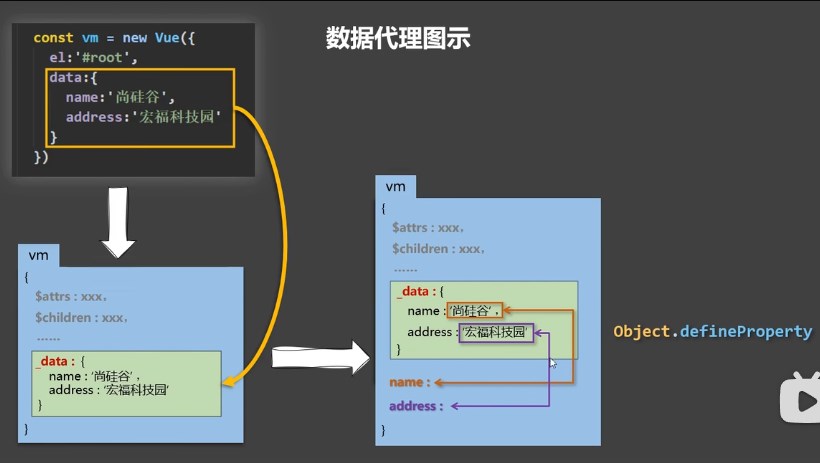 数据代理图示
const vm = new Vue({
el:'#root',
data:{
name:'尚硅谷',
address:'宏福科技园'
}
})
vm
{
$attrs : xxx,
$children : xxx,
……
_data : {
name : '尚硅谷' ,
address : '宏福科技园'
}
}
vm
{
$attrs : xxx,
$children : xxx,
……
_data : {
name : '尚硅谷' ,
address : '宏福科技园'
}
name :
address :
}
Object.defineProperty